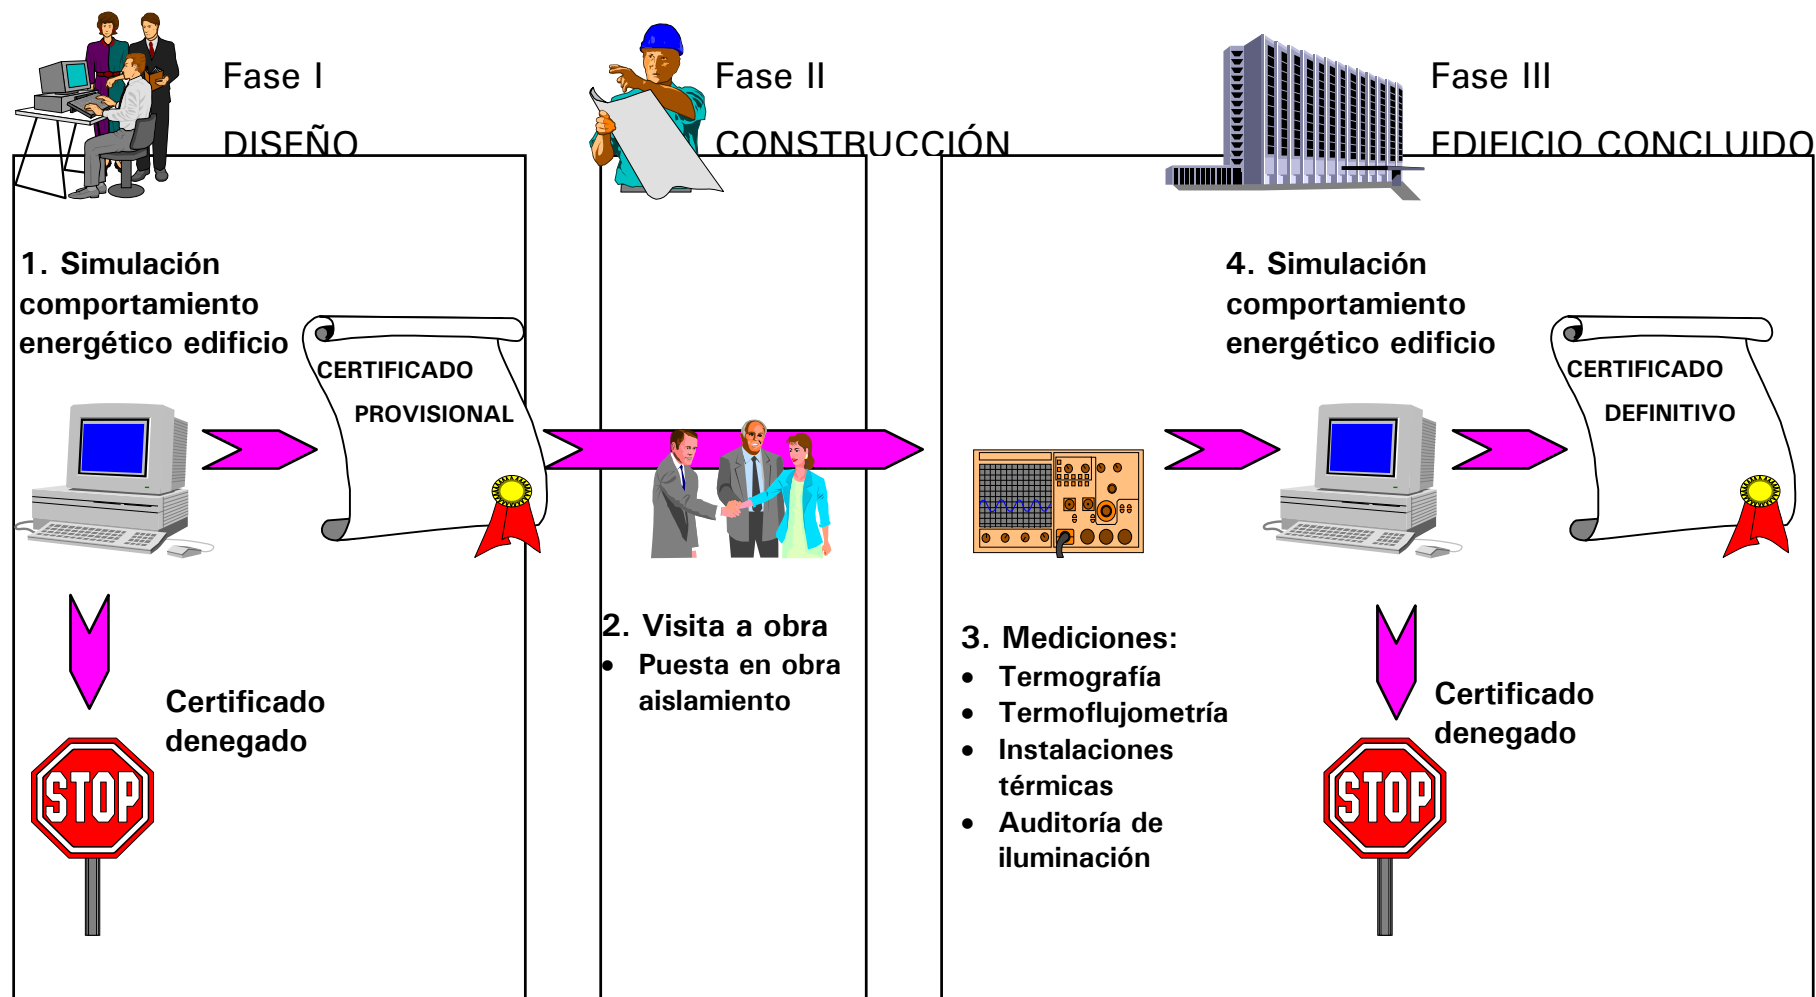 Fase I
DISEÑO
Fase II
CONSTRUCCIÓN
Fase III
EDIFICIO CONCLUIDO
1. Simulación
comportamiento
energético edificio
CERTIFICADO
PROVISIONAL
Certificado
denegado
STOP
2. Visita a obra
• Puesta en obra
aislamiento
3. Mediciones:
• Termografía
• Termoflujometría
• Instalaciones
térmicas
• Auditoría de
iluminación
4. Simulación
comportamiento
energético edificio
CERTIFICADO
DEFINITIVO
Certificado
denegado
STOP